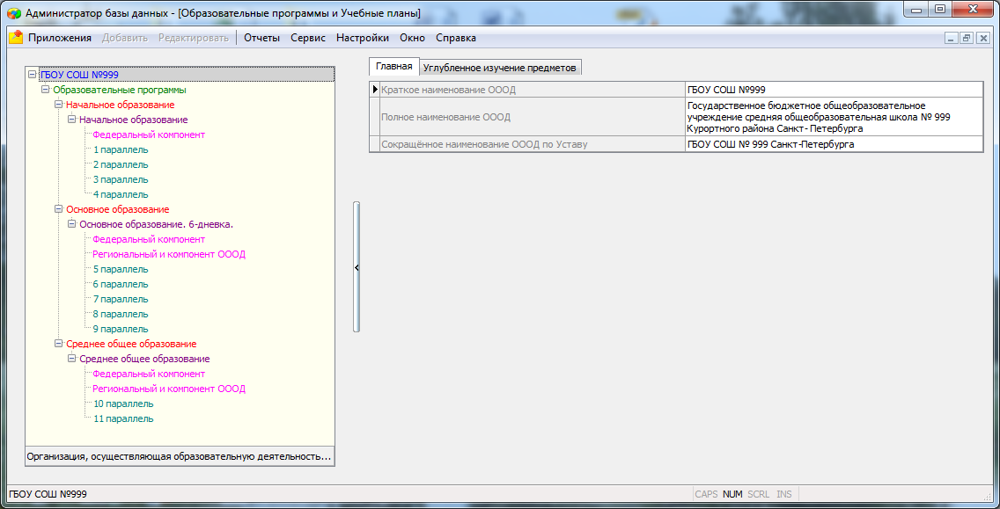 Администратор базы данных - [Образовательные программы и Учебные планы]
Приложения Добавить Редактировать Отчеты Сервис Настройки Окно Справка
ГБОУ СОШ №999
Образовательные программы
Начальное образование
Начальное образование
Федеральный компонент
1 параллель
2 параллель
3 параллель
4 параллель
Основное образование
Основное образование. 6-дневка.
Федеральный компонент
Региональный и компонент ОООД
5 параллель
6 параллель
7 параллель
8 параллель
9 параллель
Среднее общее образование
Среднее общее образование
Федеральный компонент
Региональный и компонент ОООД
10 параллель
11 параллель
Организация, осуществляющая образовательную деятельность...
Главная Углубленное изучение предметов
Краткое наименование ОООД ГБОУ СОШ №999
Полное наименование ОООД
Государственное бюджетное общеобразовательное
учреждение средняя общеобразовательная школа № 999
Курортного района Санкт- Петербурга
Сокращённое наименование ОООД по Уставу ГБОУ СОШ № 999 Санкт-Петербурга
ГБОУ СОШ №999 CAPS NUM SCRL INS